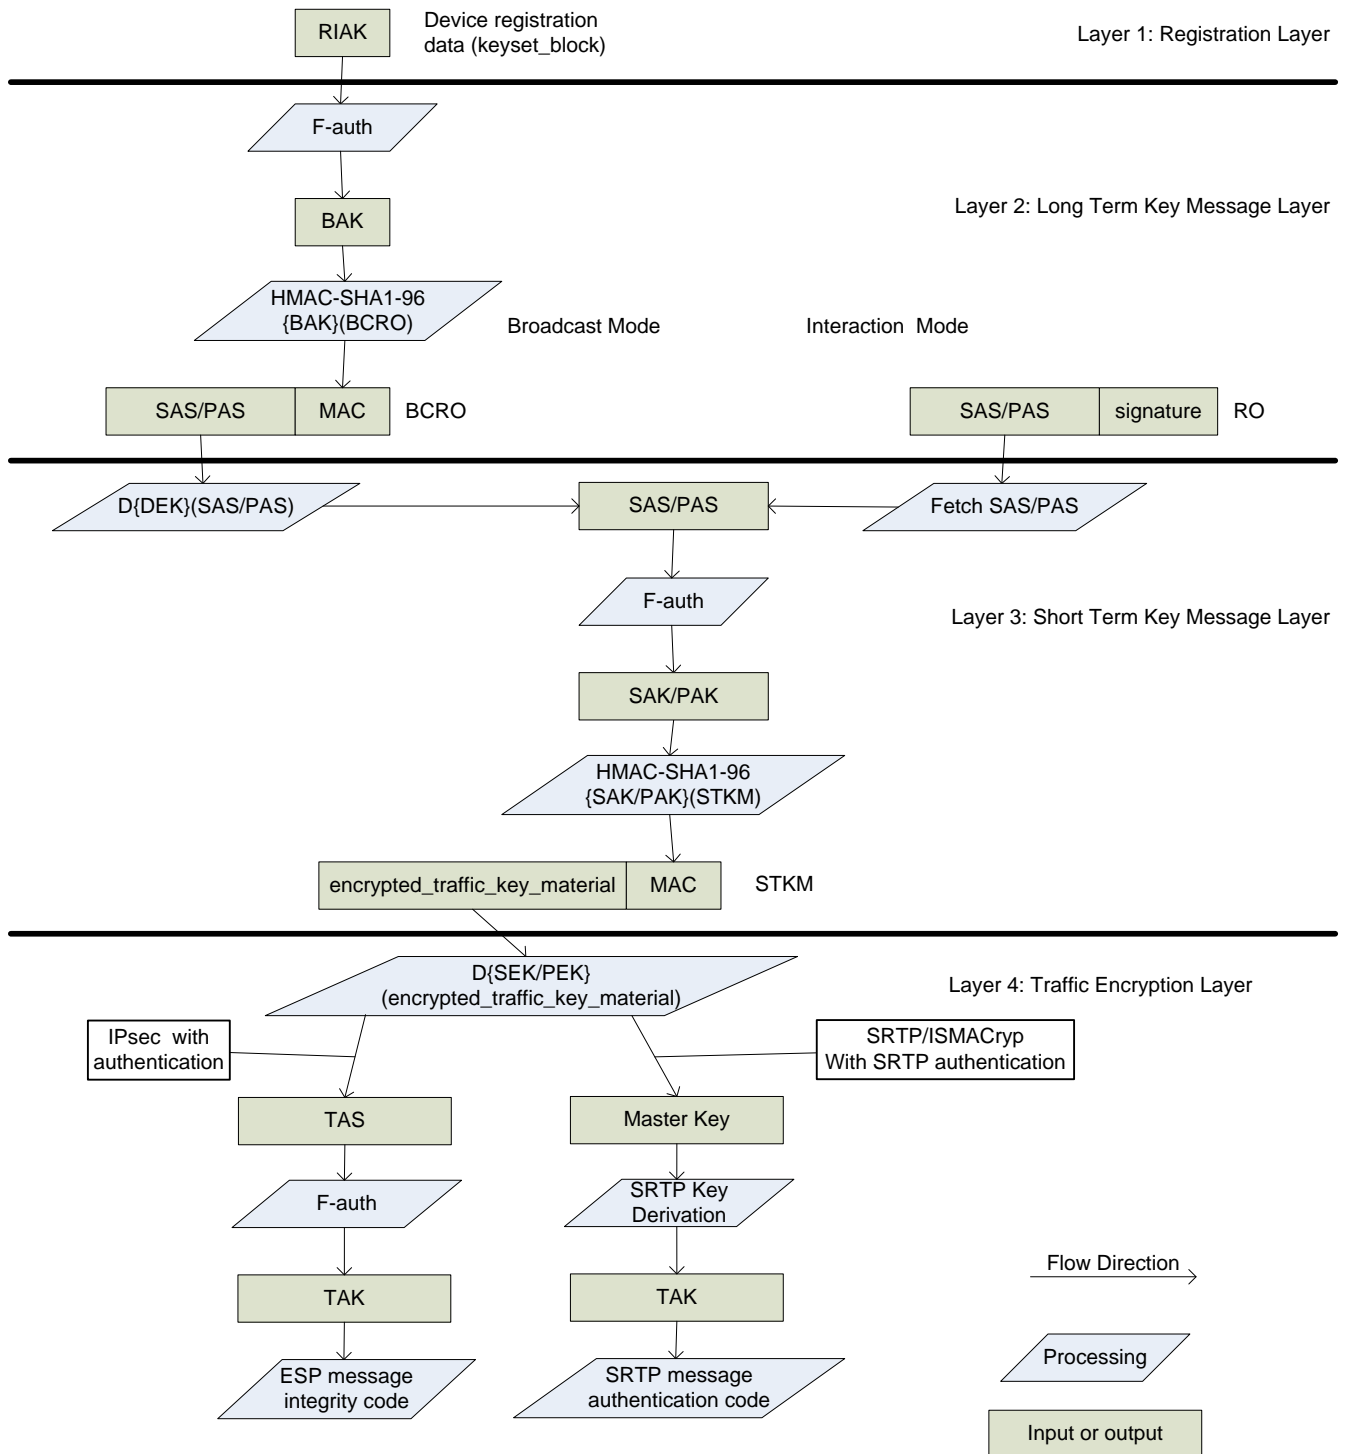 RIAK
Device registration
data (keyset_block)
Layer 1: Registration Layer
F-auth
Layer 2: Long Term Key Message Layer
BAK
HMAC-SHA1-96
{BAK}(BCRO)
Broadcast Mode
Interaction Mode
SAS/PAS
MAC
BCRO
SAS/PAS
signature
RO
D{DEK}(SAS/PAS)
SAS/PAS
Fetch SAS/PAS
F-auth
Layer 3: Short Term Key Message Layer
SAK/PAK
HMAC-SHA1-96
{SAK/PAK}(STKM)
encrypted_traffic_key_material
MAC
STKM
D{SEK/PEK}
(encrypted_traffic_key_material)
Layer 4: Traffic Encryption Layer
IPsec with
authentication
SRTP/ISMACryp
With SRTP authentication
TAS
Master Key
F-auth
SRTP Key
Derivation
Flow Direction
TAK
TAK
Processing
ESP message
integrity code
SRTP message
authentication code
Input or output